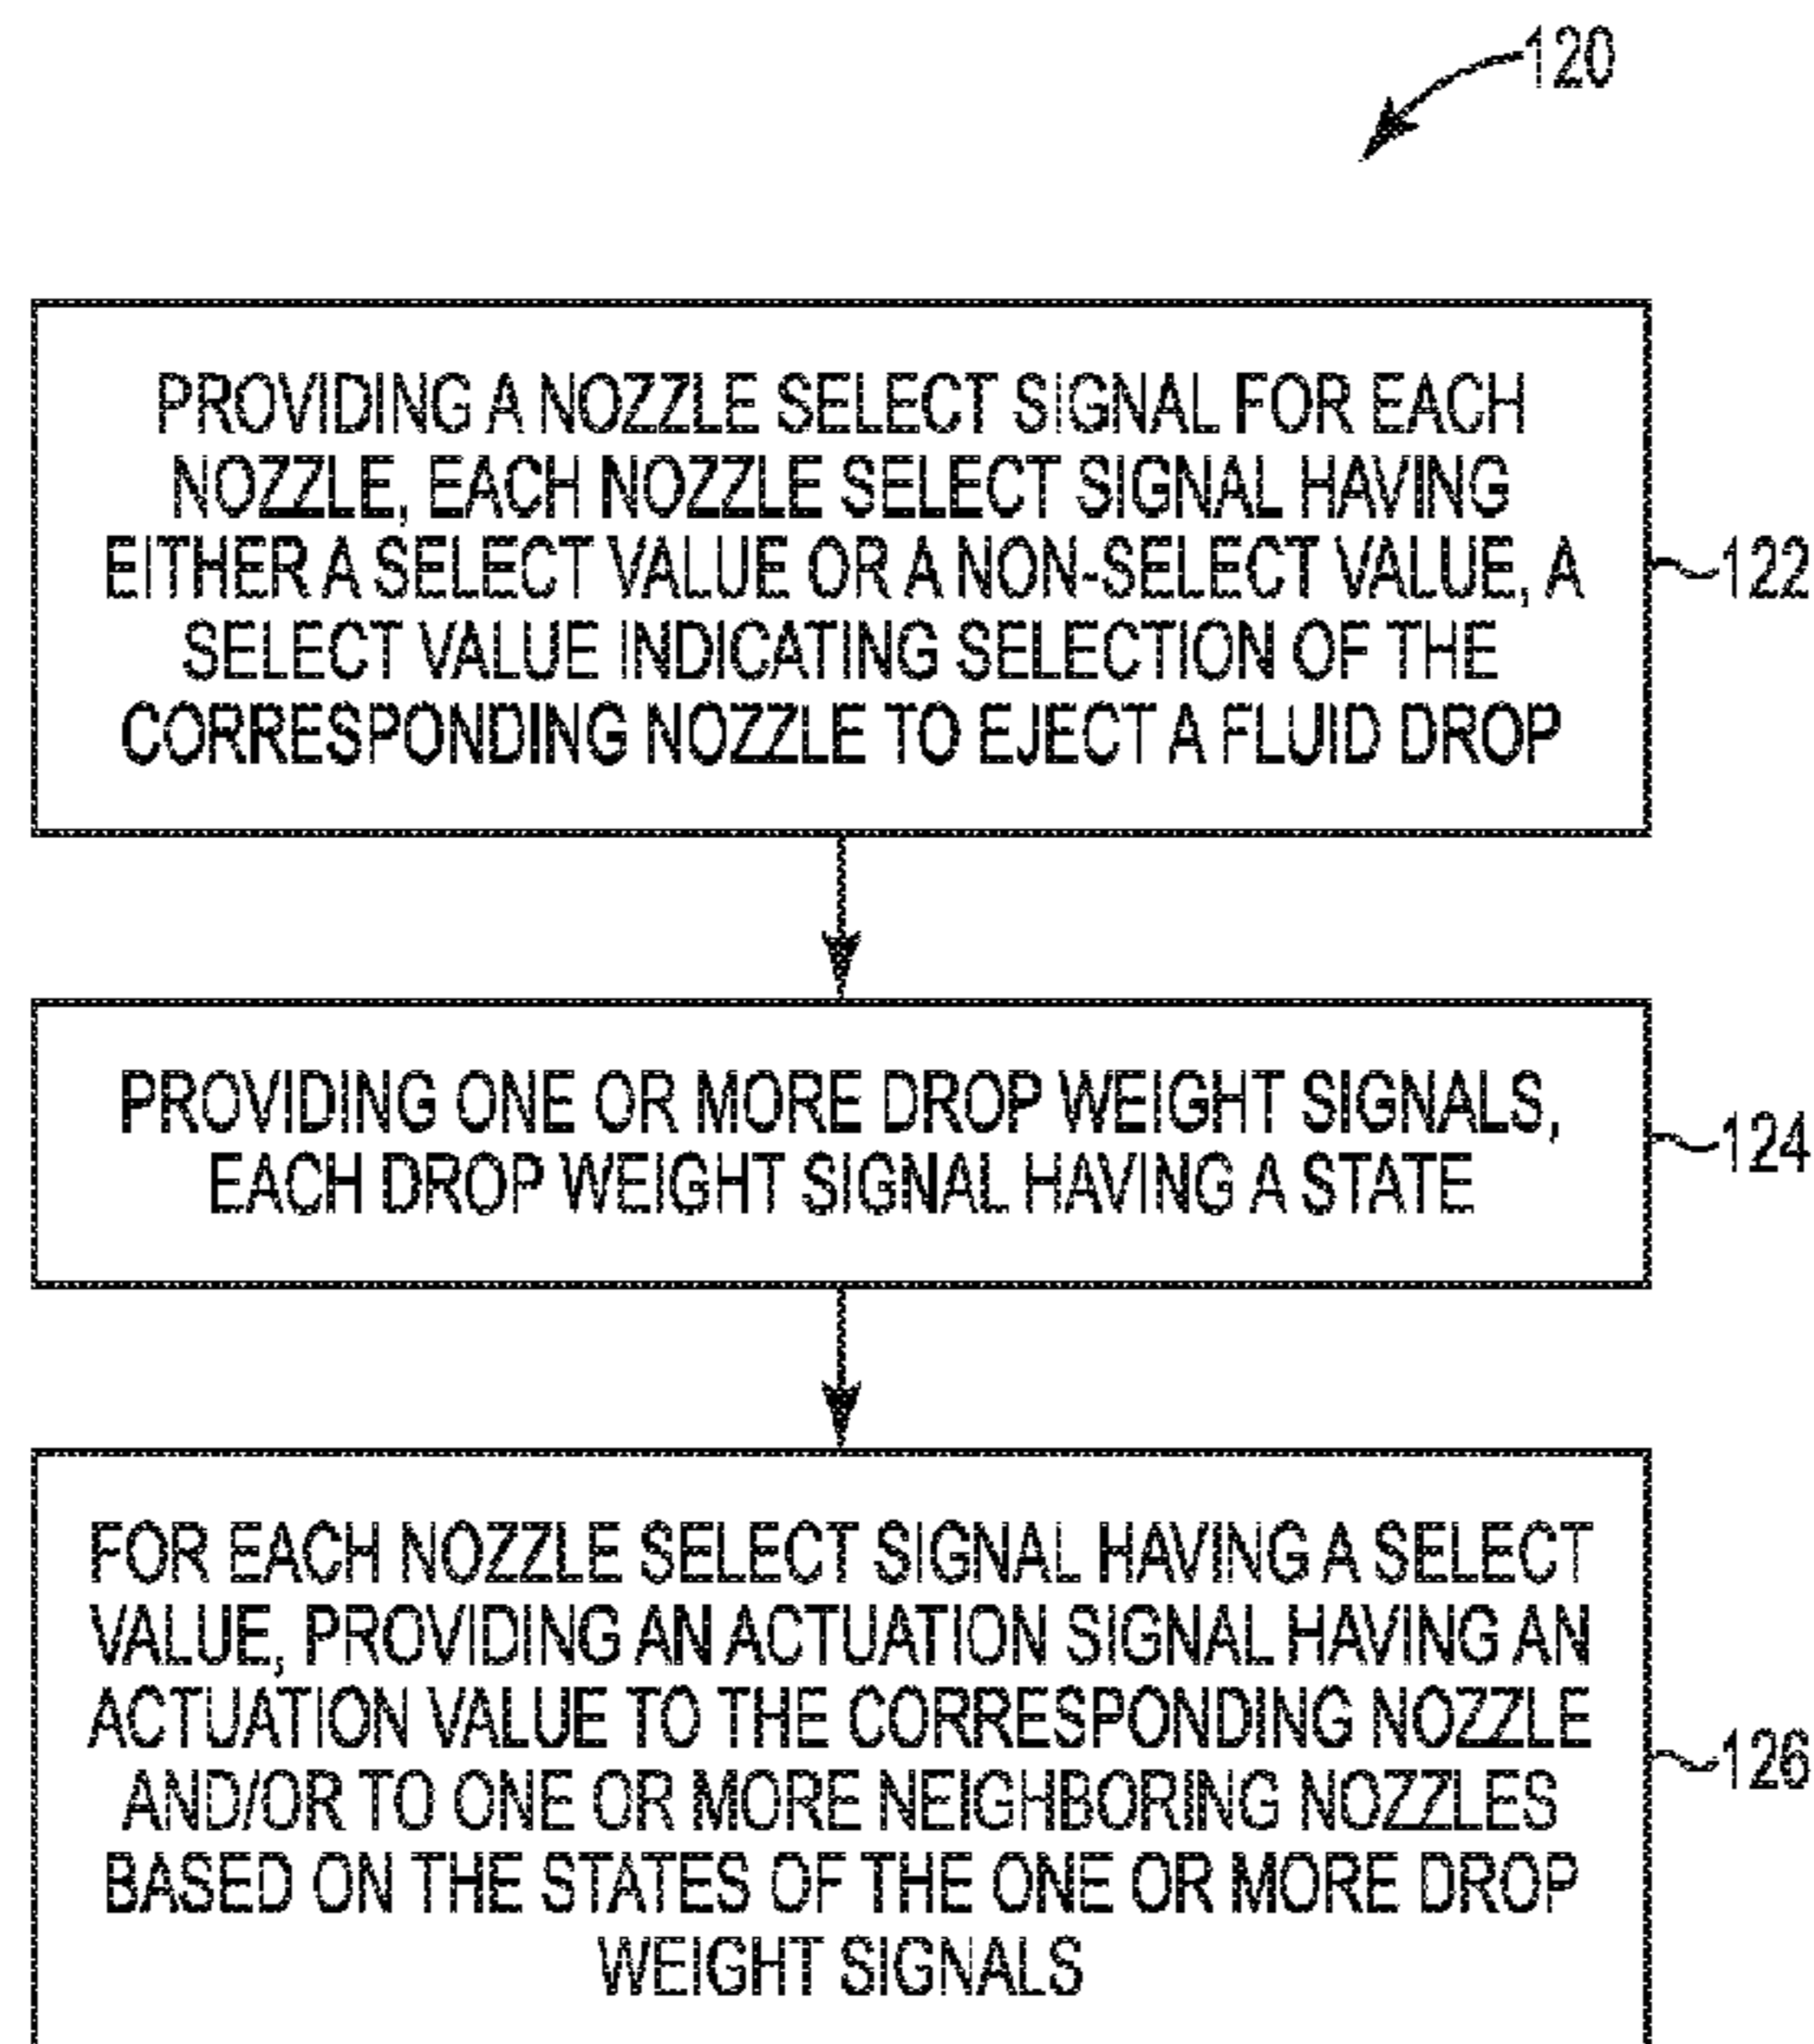 120
PROVIDING A NOZZLE SELECT SIGNAL FOR EACH
NOZZLE, EACH NOZZLE SELECT SIGNAL HAVING
EITHER A SELECT VALUE OR A NON-SELECT VALUE, A
SELECT VALUE INDICATING SELECTION OF THE
CORRESPONDING NOZZLE TO EJECT A FLUID DROP
122
PROVIDING ONE OR MORE DROP WEIGHT SIGNALS,
EACH DROP WEIGHT SIGNAL HAVING A STATE
124
FOR EACH NOZZLE SELECT SIGNAL HAVING A SELECT
VALUE, PROVIDING AN ACTUATION SIGNAL HAVING AN
ACTUATION VALUE TO THE CORRESPONDING NOZZLE
AND/OR TO ONE OR MORE NEIGHBORING NOZZLES
BASED ON THE STATES OF THE ONE OR MORE DROP
WEIGHT SIGNALS
126